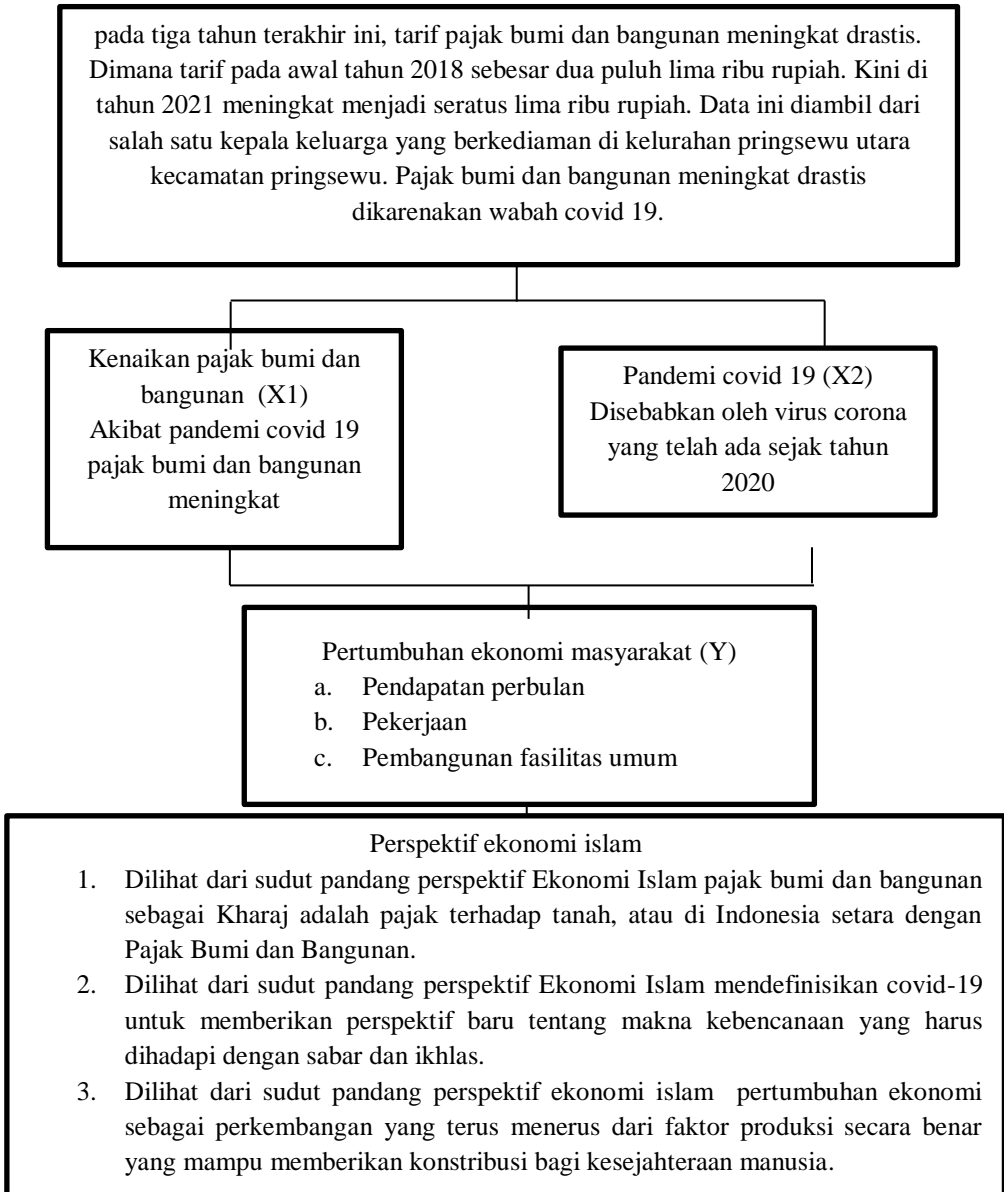 pada tiga tahun terakhir ini, tarif pajak bumi dan bangunan meningkat drastis.
Dimana tarif pada awal tahun 2018 sebesar dua puluh lima ribu rupiah. Kini di
tahun 2021 meningkat menjadi seratus lima ribu rupiah. Data ini diambil dari
salah satu kepala keluarga yang berkediaman di kelurahan pringsewu utara
kecamatan pringsewu. Pajak bumi dan bangunan meningkat drastis
dikarenakan wabah covid 19.
Kenaikan pajak bumi dan
bangunan (X1)
Akibat pandemi covid 19
pajak bumi dan bangunan
meningkat
Pandemi covid 19 (X2)
Disebabkan oleh virus corona
yang telah ada sejak tahun
2020
Pertumbuhan ekonomi masyarakat (Y)
a. Pendapatan perbulan
b. Pekerjaan
c. Pembangunan fasilitas umum
Perspektif ekonomi islam
1. Dilihat dari sudut pandang perspektif Ekonomi Islam pajak bumi dan bangunan
sebagai Kharaj adalah pajak terhadap tanah, atau di Indonesia setara dengan
Pajak Bumi dan Bangunan.
2. Dilihat dari sudut pandang perspektif Ekonomi Islam mendefinisikan covid-19
untuk memberikan perspektif baru tentang makna kebencanaan yang harus
dihadapi dengan sabar dan ikhlas.
3. Dilihat dari sudut pandang perspektif ekonomi islam pertumbuhan ekonomi
sebagai perkembangan yang terus menerus dari faktor produksi secara benar
yang mampu memberikan konstribusi bagi kesejahteraan manusia.